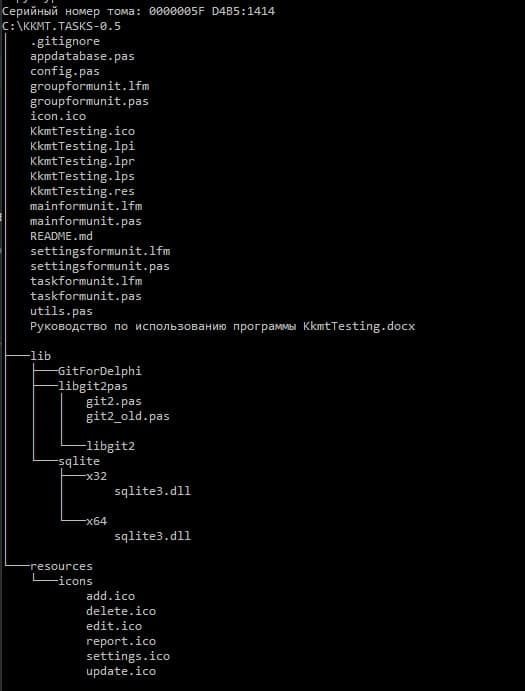 Серийный номер тома: 0000005F D4B5:1414
C:\KKMT.TASKS-0.5
.gitignore
appdatabase.pas
config.pas
groupformunit.lfm
groupformunit.pas
icon.ico
KkmtTesting.ico
KkmtTesting.lpi
KkmtTesting.lpr
KkmtTesting.lps
KkmtTesting.res
mainformunit.lfm
mainformunit.pas
README.md
settingsformunit.lfm
settingsformunit.pas
taskformunit.lfm
taskformunit.pas
utils.pas
Руководство по использованию программы KkmtTesting.docx
lib
GitForDelphi
libgit2pas
git2.pas
git2_old.pas
libgit2
sqlite
x32
sqlite3.dll
x64
sqlite3.dll
resources
icons
add.ico
delete.ico
edit.ico
report.ico
settings.ico
update.ico